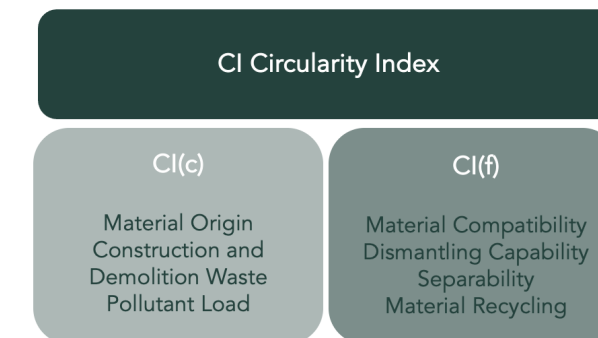 CI Circularity Index
CI(c)
Material Origin
Construction and
Demolition Waste
Pollutant Load
CI(f)
Material Compatibility
Dismantling Capability
Separability
Material Recycling